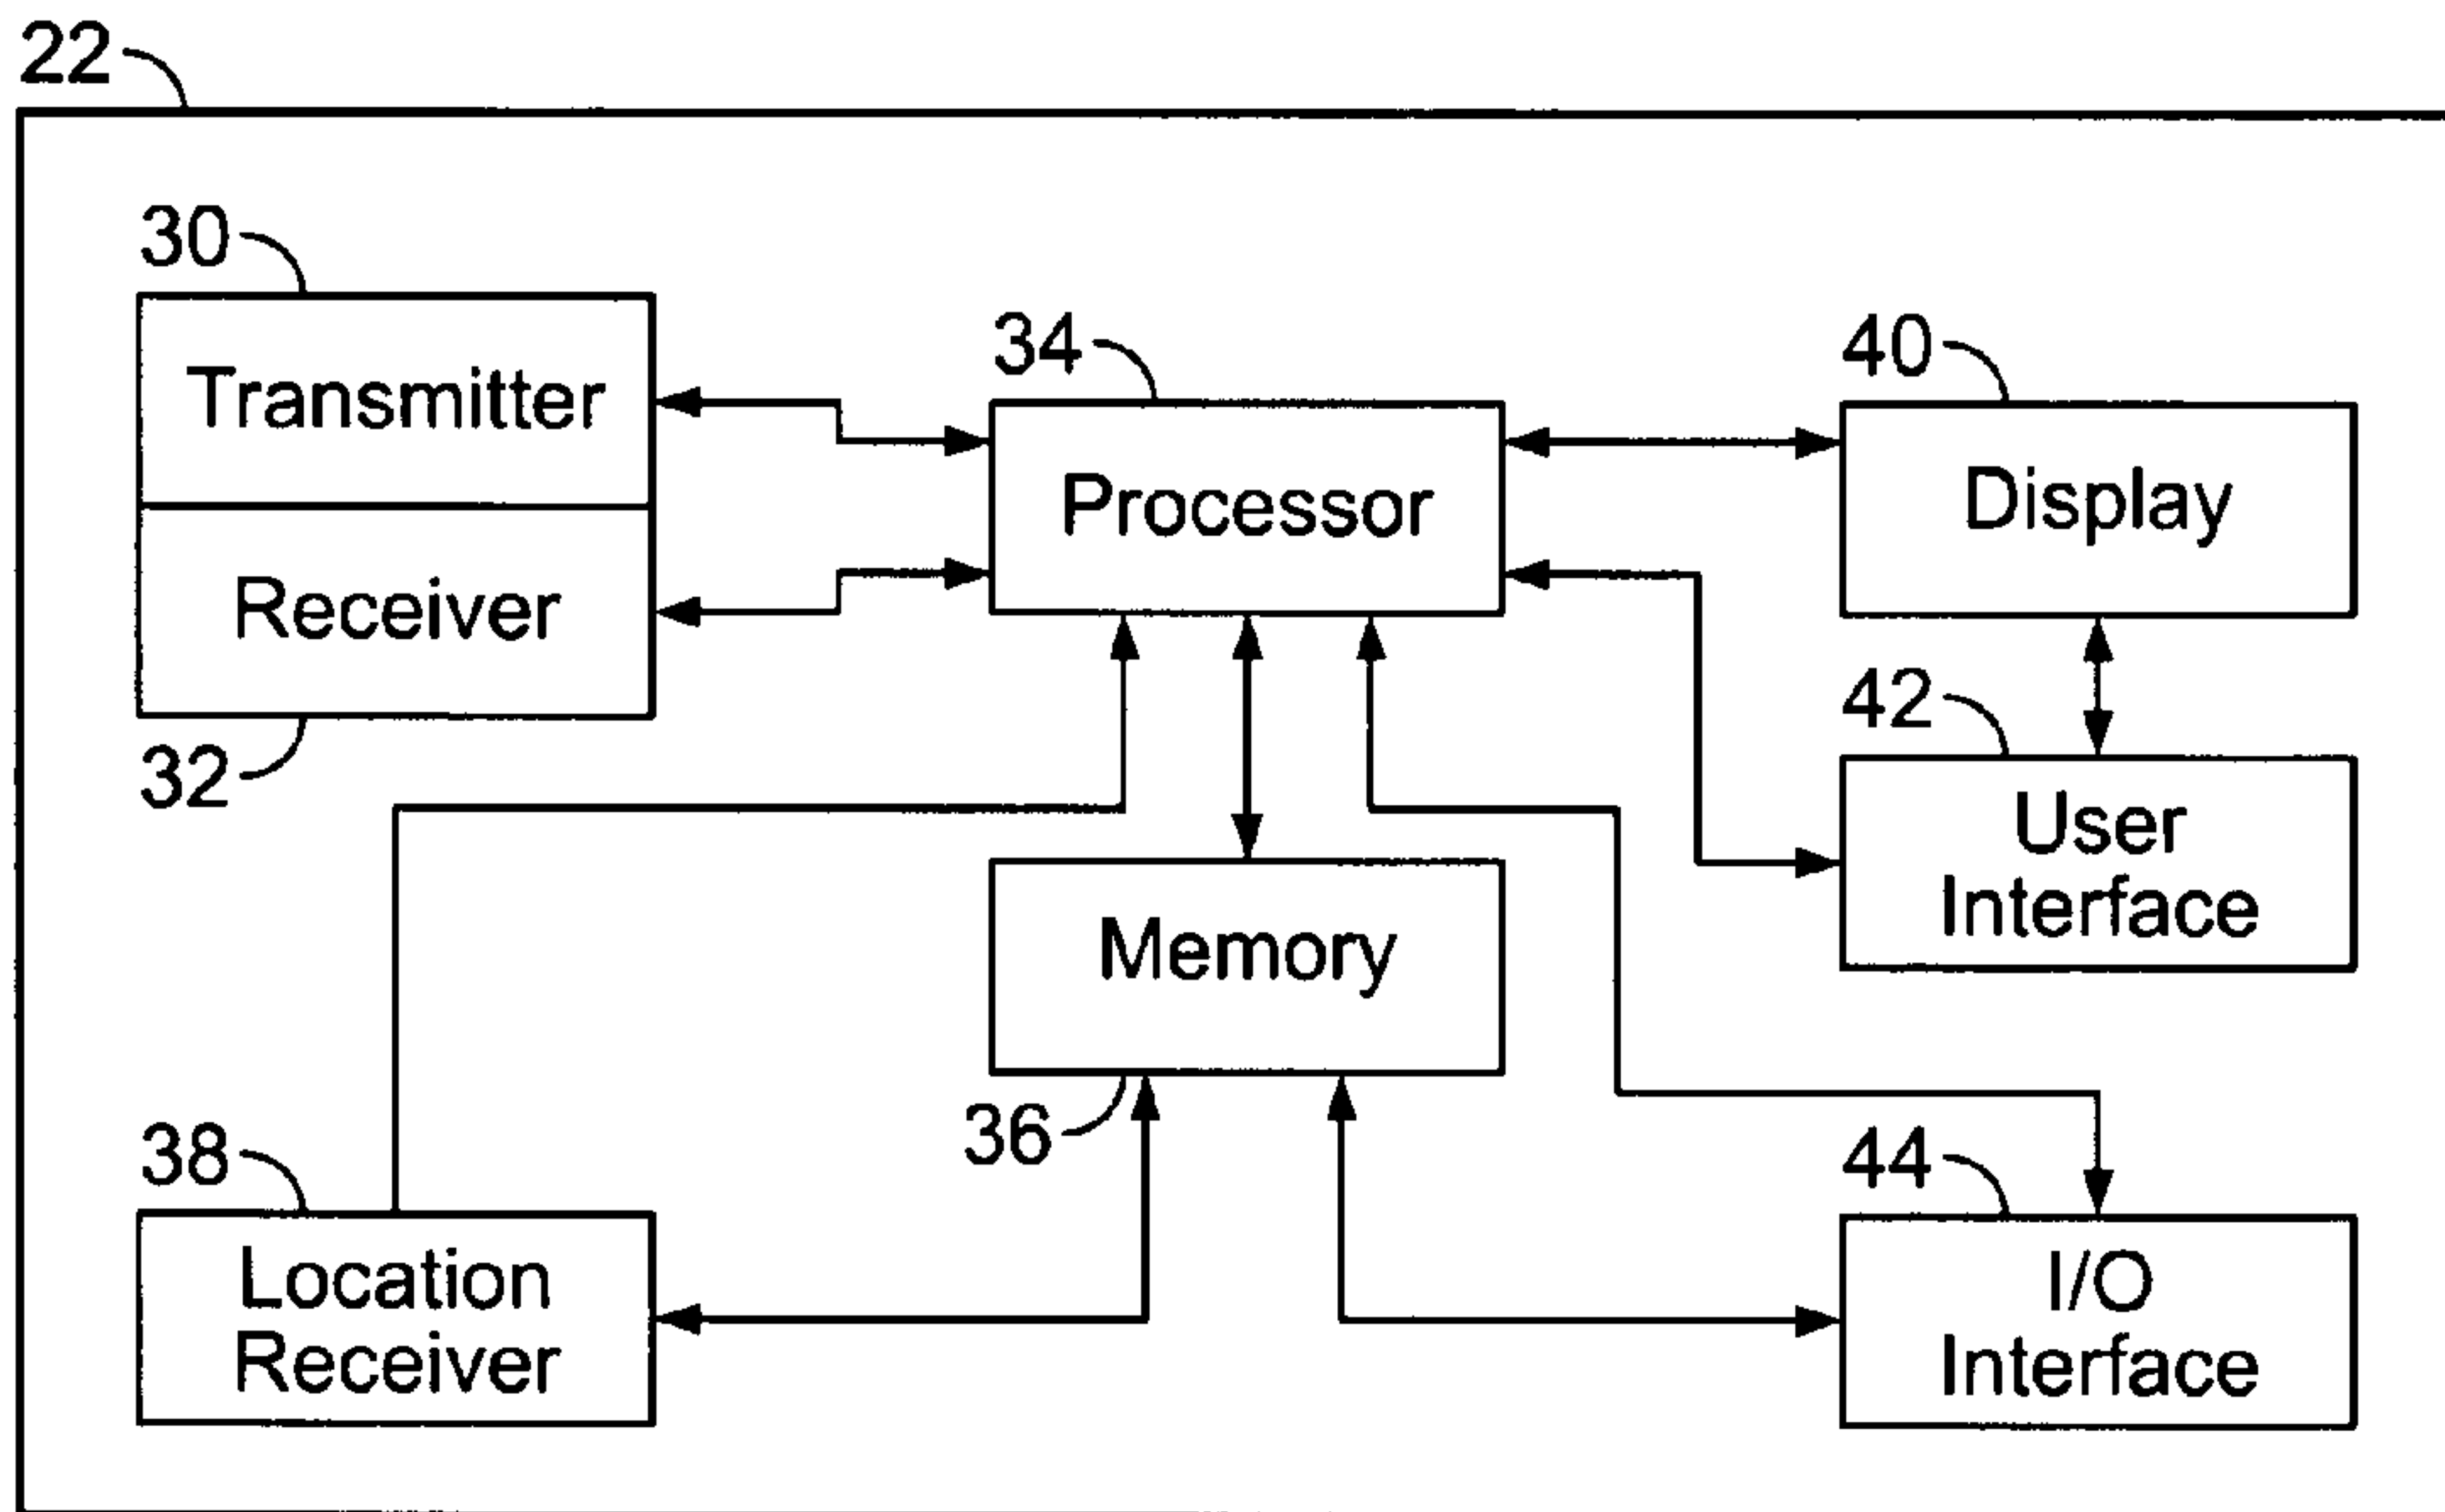 22
30
Transmitter
Receiver
32
34
Processor
40
Display
42
User
Interface
Memory
36
38
Location
Receiver
44
I/O
Interface